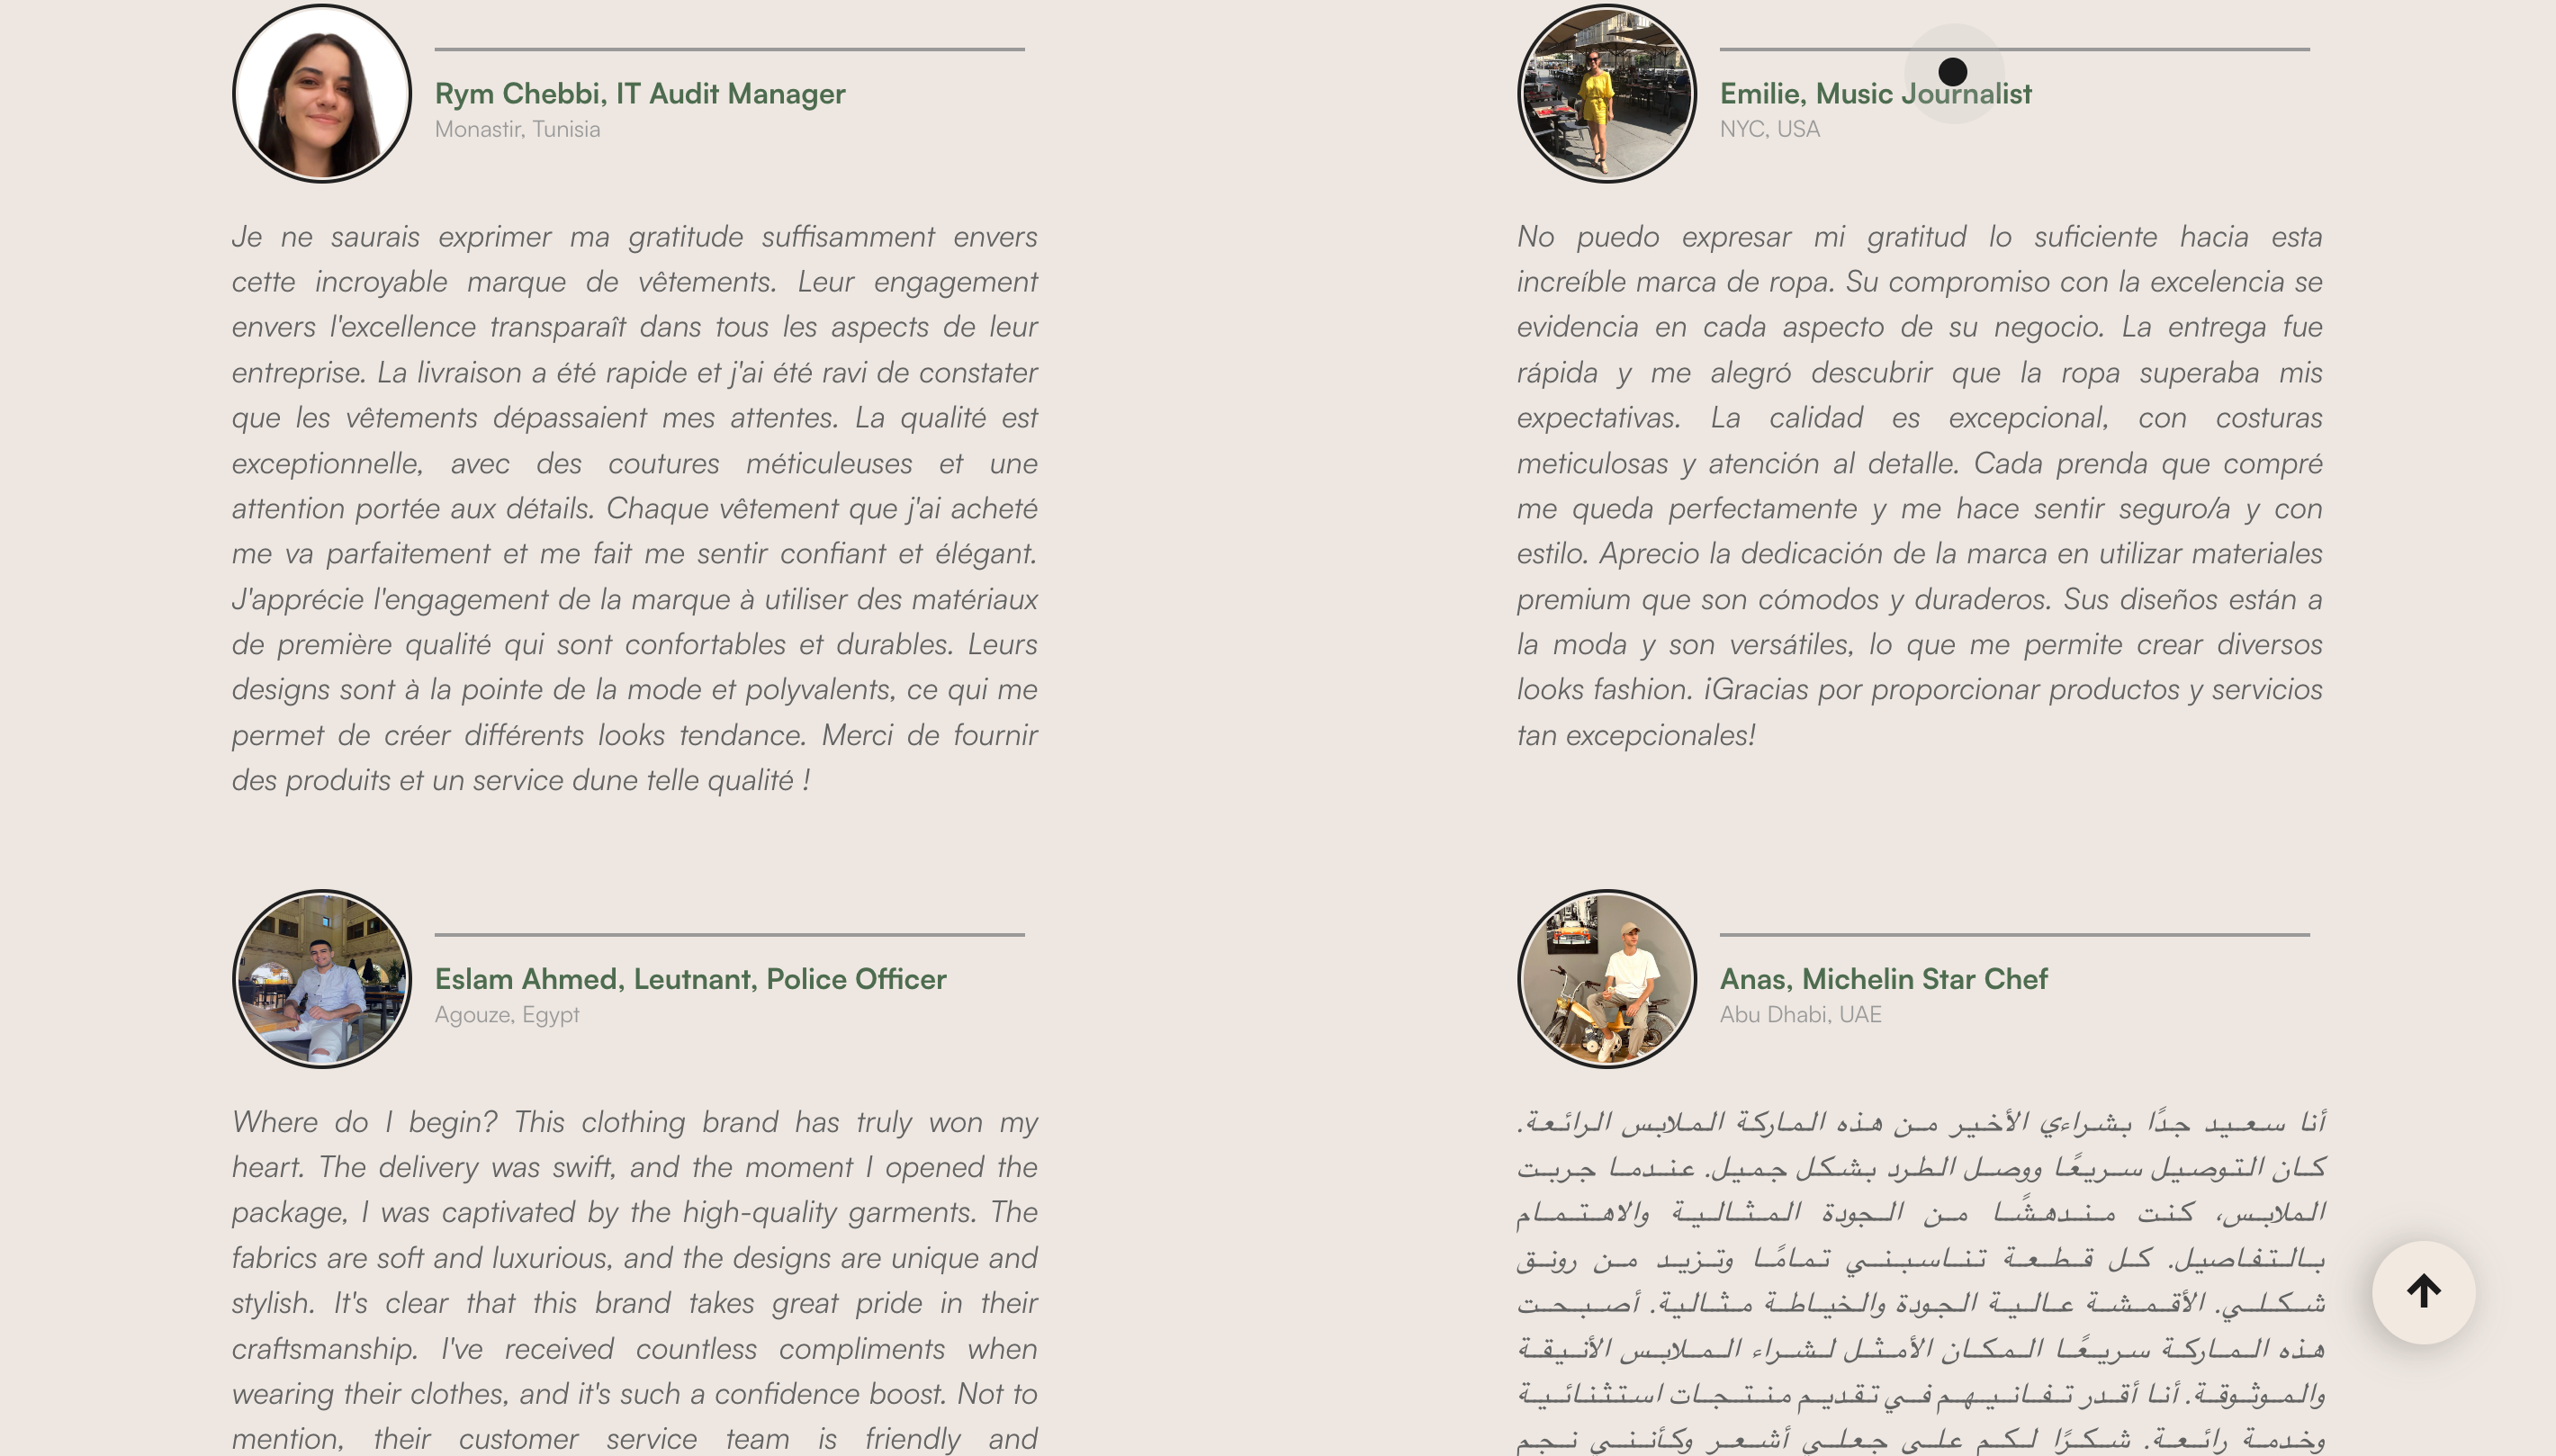 Rym Chebbi, IT Audit Manager
Monastir, Tunisia
Je ne saurais exprimer ma gratitude suffisamment envers
cette incroyable marque de vêtements. Leur engagement
envers l'excellence transparaît dans tous les aspects de leur
entreprise. La livraison a été rapide et j'ai été ravi de constater
que les vêtements dépassaient mes attentes. La qualité est
exceptionnelle, avec des coutures méticuleuses et une
attention portée aux détails. Chaque vêtement que j'ai acheté
me va parfaitement et me fait me sentir confiant et élégant.
J'apprécie l'engagement de la marque à utiliser des matériaux
de première qualité qui sont confortables et durables. Leurs
designs sont à la pointe de la mode et polyvalents, ce qui me
permet de créer différents looks tendance. Merci de fournir
des produits et un service dune telle qualité !
Emilie, Music Journalist
NYC, USA
No puedo expresar mi gratitud lo suficiente hacia esta
increíble marca de ropa. Su compromiso con la excelencia se
evidencia en cada aspecto de su negocio. La entrega fue
rápida y me alegró descubrir que la ropa superaba mis
expectativas. La calidad es excepcional, con costuras
meticulosas y atención al detalle. Cada prenda que compré
me queda perfectamente y me hace sentir seguro/a y con
estilo. Aprecio la dedicación de la marca en utilizar materiales
premium que son cómodos y duraderos. Sus diseños están a
la moda y son versátiles, lo que me permite crear diversos
looks fashion. ¡Gracias por proporcionar productos y servicios
tan excepcionales!
Eslam Ahmed, Leutnant, Police Officer
Agouze, Egypt
Where do I begin? This clothing brand has truly won my
heart. The delivery was swift, and the moment I opened the
package, I was captivated by the high-quality garments. The
fabrics are soft and luxurious, and the designs are unique and
stylish. It's clear that this brand takes great pride in their
craftsmanship. I've received countless compliments when
wearing their clothes, and it's such a confidence boost. Not to
mention, their customer service team is friendly and
Anas, Michelin Star Chef
Abu Dhabi, UAE
أنا سعيد جدًا بشراءي الأخير من هذه الماركة الملابس الرائعة.
كان التوصيل سريعًا ووصل الطرد بشكل جميل. عندما جربت
الملابس، كنت مندهشًا من الجودة المثالية والاهتمام
بالتفاصيل. كل قطعة تناسبني تمامًا وتزيد من رونق
شكلي. الأقمشة عالية الجودة والخياطة مثالية. أصبحت
هذه الماركة سريعًا المكان الأمثل لشراء الملابس الأنيقة
والموثوقة. أنا أقدر تفانيهم في تقديم منتجات استثنائية
وخدمة رائعة. شكرًا لكم على جعلي أشعر وكأنني نجم